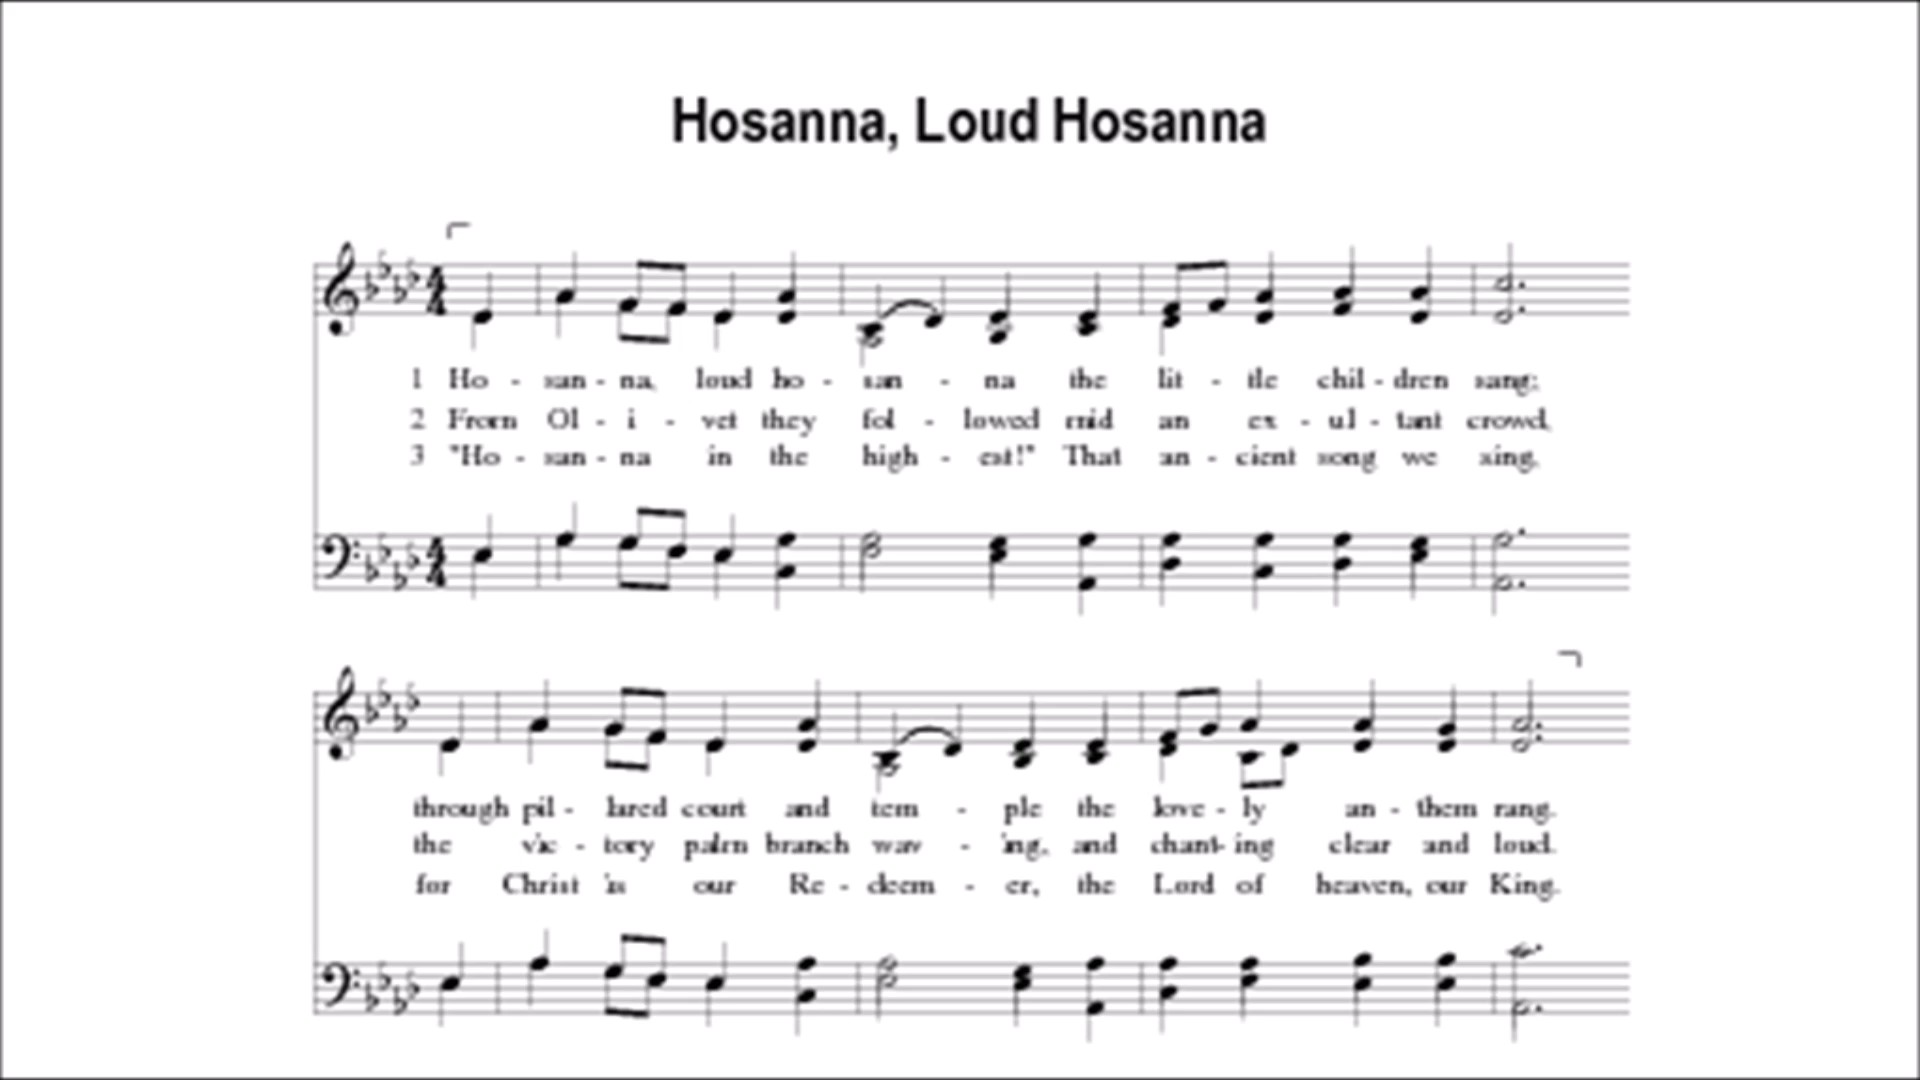 Hosanna, Loud Hosanna
1 Ho - san - na, loud ho - san - na the lit - tle chil - dren sang;
2 From Ol - i - vet they fol - lowed mid an ex - ul - tant crowd,
3 "Ho - san - na in the high - est!" That an - cient song we sing,
through pil - lared court and tem - ple the love - ly an - them rang.
the vic - tory palm branch wav - ing, and chant- ing clear and loud.
for Christ is our Re - deem - er, the Lord of heaven, our King.